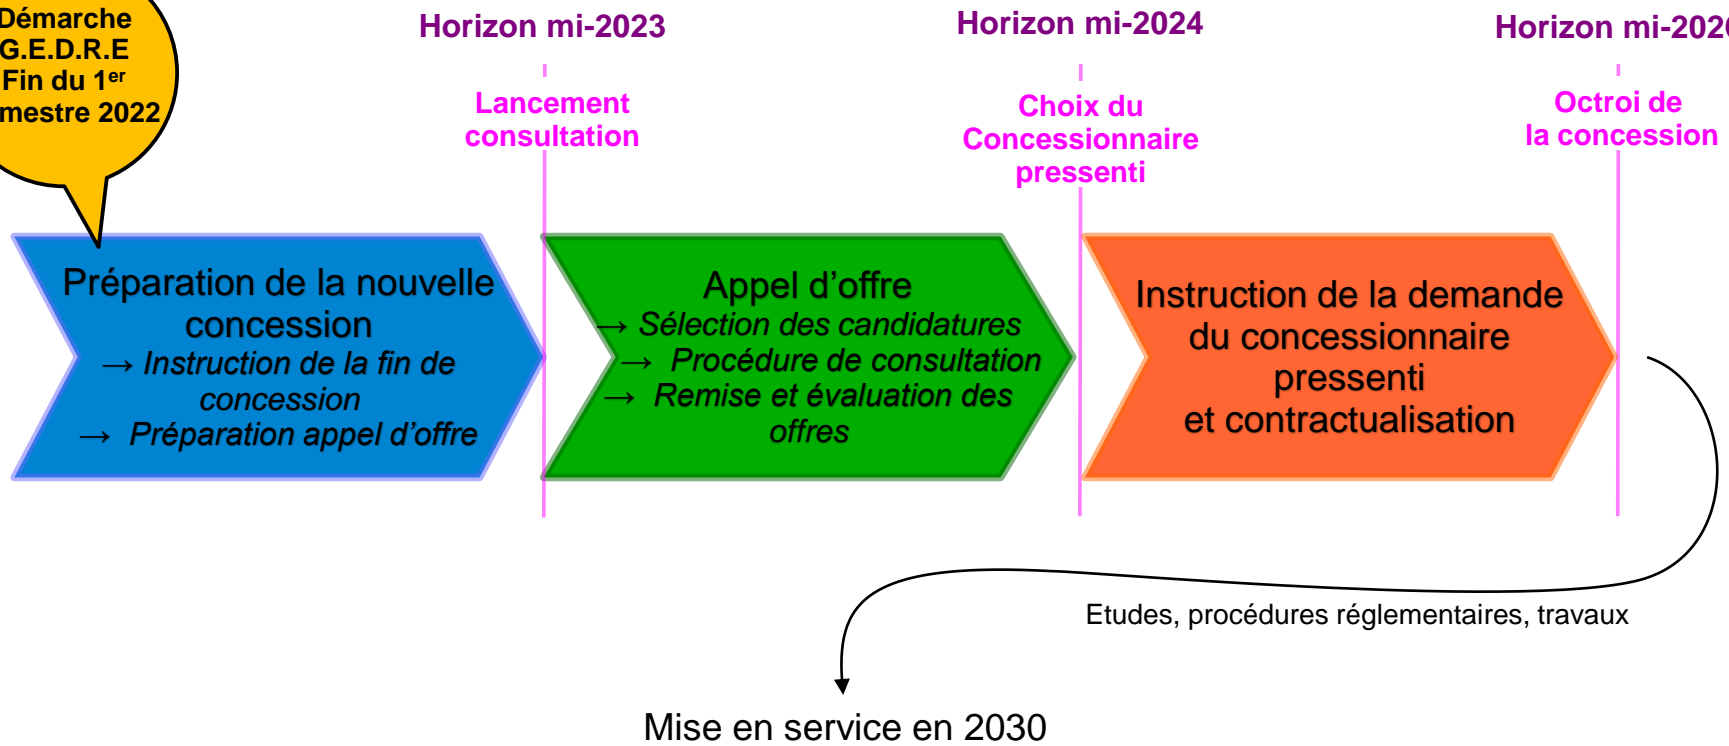 Démarche
G.E.D.R.E
Fin du 1er
mestre 2022
Horizon mi-2023
Horizon mi-2024
Horizon mi-202
Lancement
consultation
Choix du
Concessionnaire
pressenti
Octroi de
la concession
Préparation de la nouvelle
concession
→ Instruction de la fin de
concession
→ Préparation appel d’offre
Appel d’offre
→ Sélection des candidatures
→ Procédure de consultation
→ Remise et évaluation des
offres
Instruction de la demande
du concessionnaire
pressenti
et contractualisation
Etudes, procédures réglementaires, travaux
Mise en service en 2030